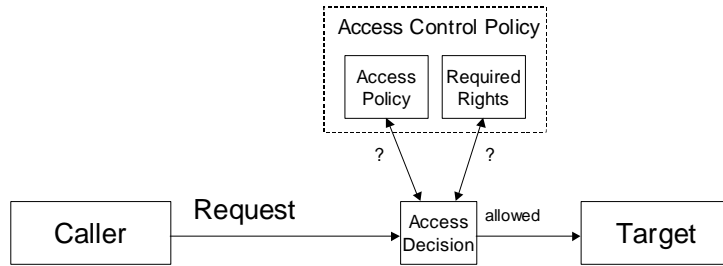 Access Control Policy
Access
Policy
Required
Rights
?
?
Request
Caller
Access
Decision
allowed
Target